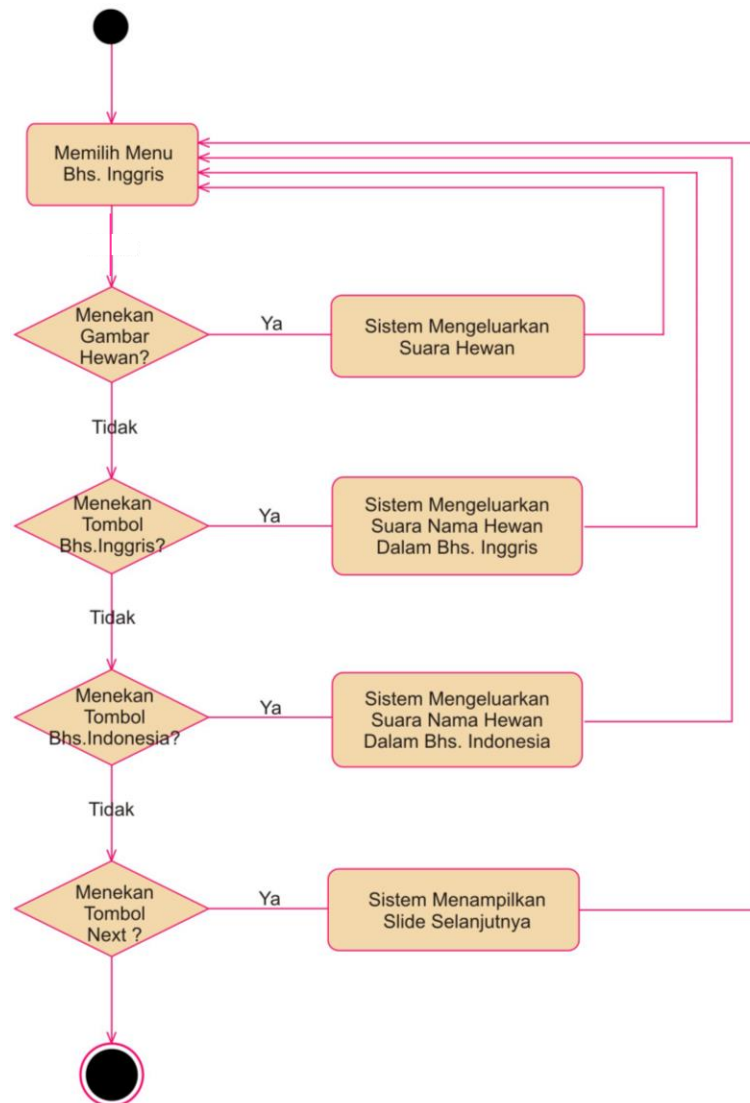 Memilih Menu
Bhs. Inggris
Menekan
Gambar
Hewan?
Ya
Sistem Mengeluarkan
Suara Hewan
Tidak
Menekan
Tombol
Bhs.Inggris?
Ya
Sistem Mengeluarkan
Suara Nama Hewan
Dalam Bhs. Inggris
Tidak
Menekan
Tombol
Bhs.Indonesia?
Ya
Sistem Mengeluarkan
Suara Nama Hewan
Dalam Bhs. Indonesia
Tidak
Menekan
Tombol
Next ?
Ya
Sistem Menampilkan
Slide Selanjutnya